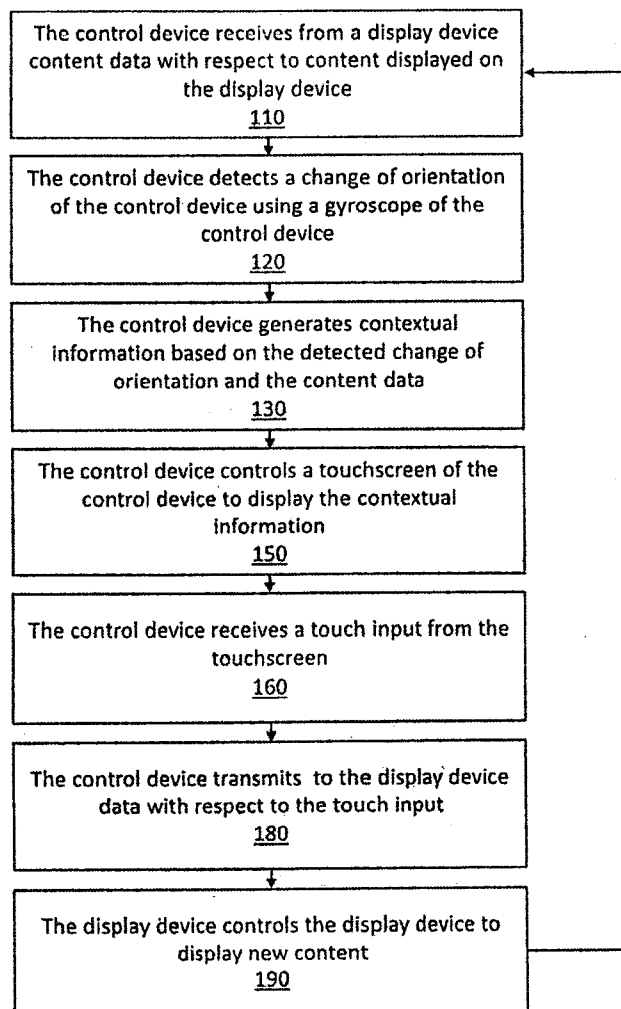 The control device receives from a display device
content data with respect to content displayed on
the display device
110
The control device detects a change of orientation
of the control device using a gyroscope of the
control device
120
The control device generates contextual
information based on the detected change of
orientation and the content data
130
The control device controls a touchscreen of the
control device to display the contextual
information
150
The control device receives a touch input from the
touchscreen
160
The control device transmits to the display device
data with respect to the touch input
180
The display device controls the display device to
display new content
190